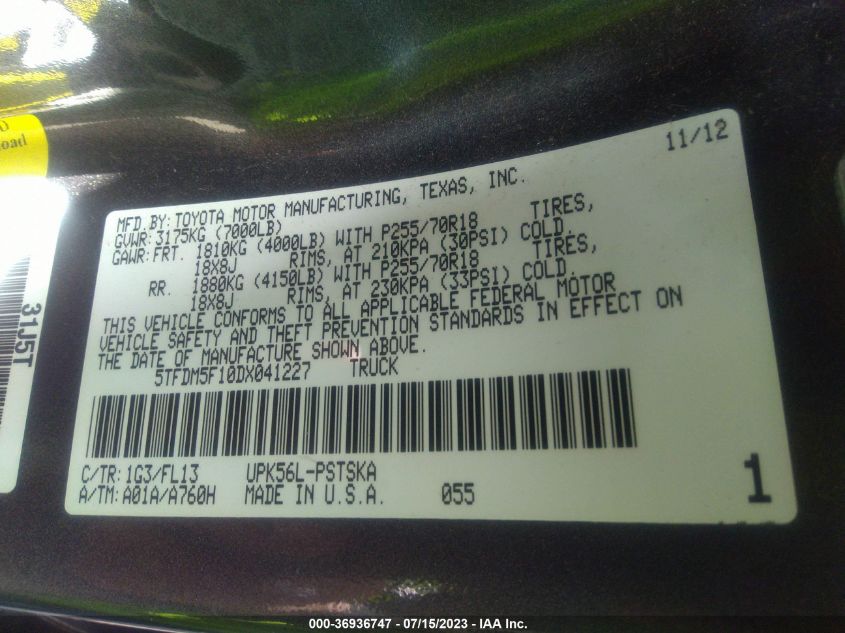 11/12
MFD.BY: TOYOTA MOTOR MANUFACTURING, TEXAS, INC.
GVWR: 3175KG (7000LB)
GAWR: FRT. 1810KG (4000LB) WITH P255/70R18 TIRES,
18X8J RIMS, AT 210KPA (30PSI) COLD.
RR. 1880KG (4150LB) WITH P255/70R18 TIRES,
18X8J RIMS, AT 230KPA (33PSI) COLD.
THIS VEHICLE CONFORMS TO ALL APPLICABLE FEDERAL MOTOR
VEHICLE SAFETY AND THEFT PREVENTION STANDARDS IN EFFECT ON
THE DATE OF MANUFACTURE SHOWN ABOVE.
5TFDM5F10DX041227 TRUCK
C/TR: 1G3/FL13 UPK56L-PSTSKA
A/TM: A01A/A760H MADE IN U.S.A. 055
1
31J5T
oad
000-36936747 - 07/15/2023 - IAA Inc.